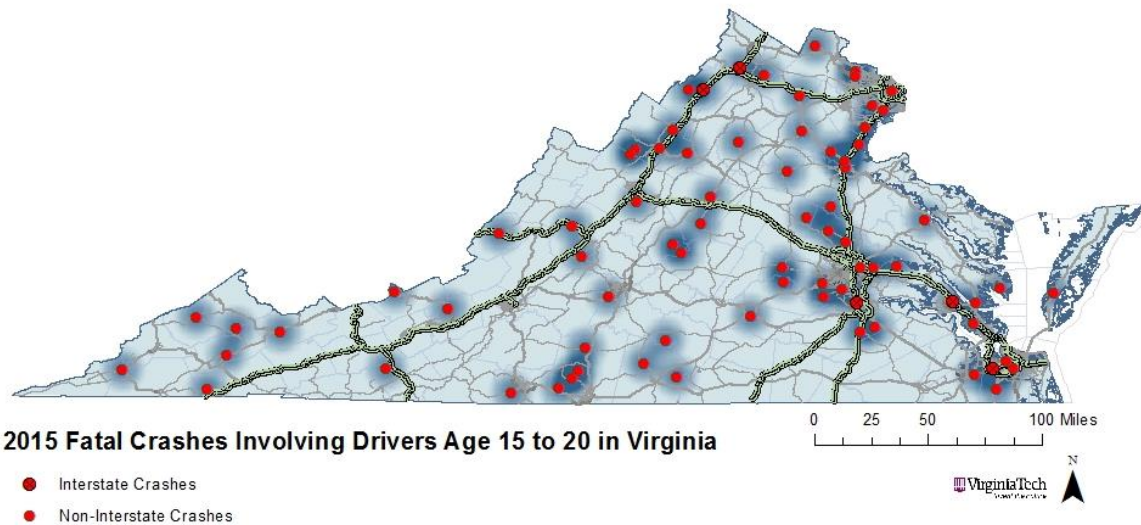 0 25 50 100 Miles
2015 Fatal Crashes Involving Drivers Age 15 to 20 in Virginia
Interstate Crashes
Non-Interstate Crashes
VirginiaTech
N